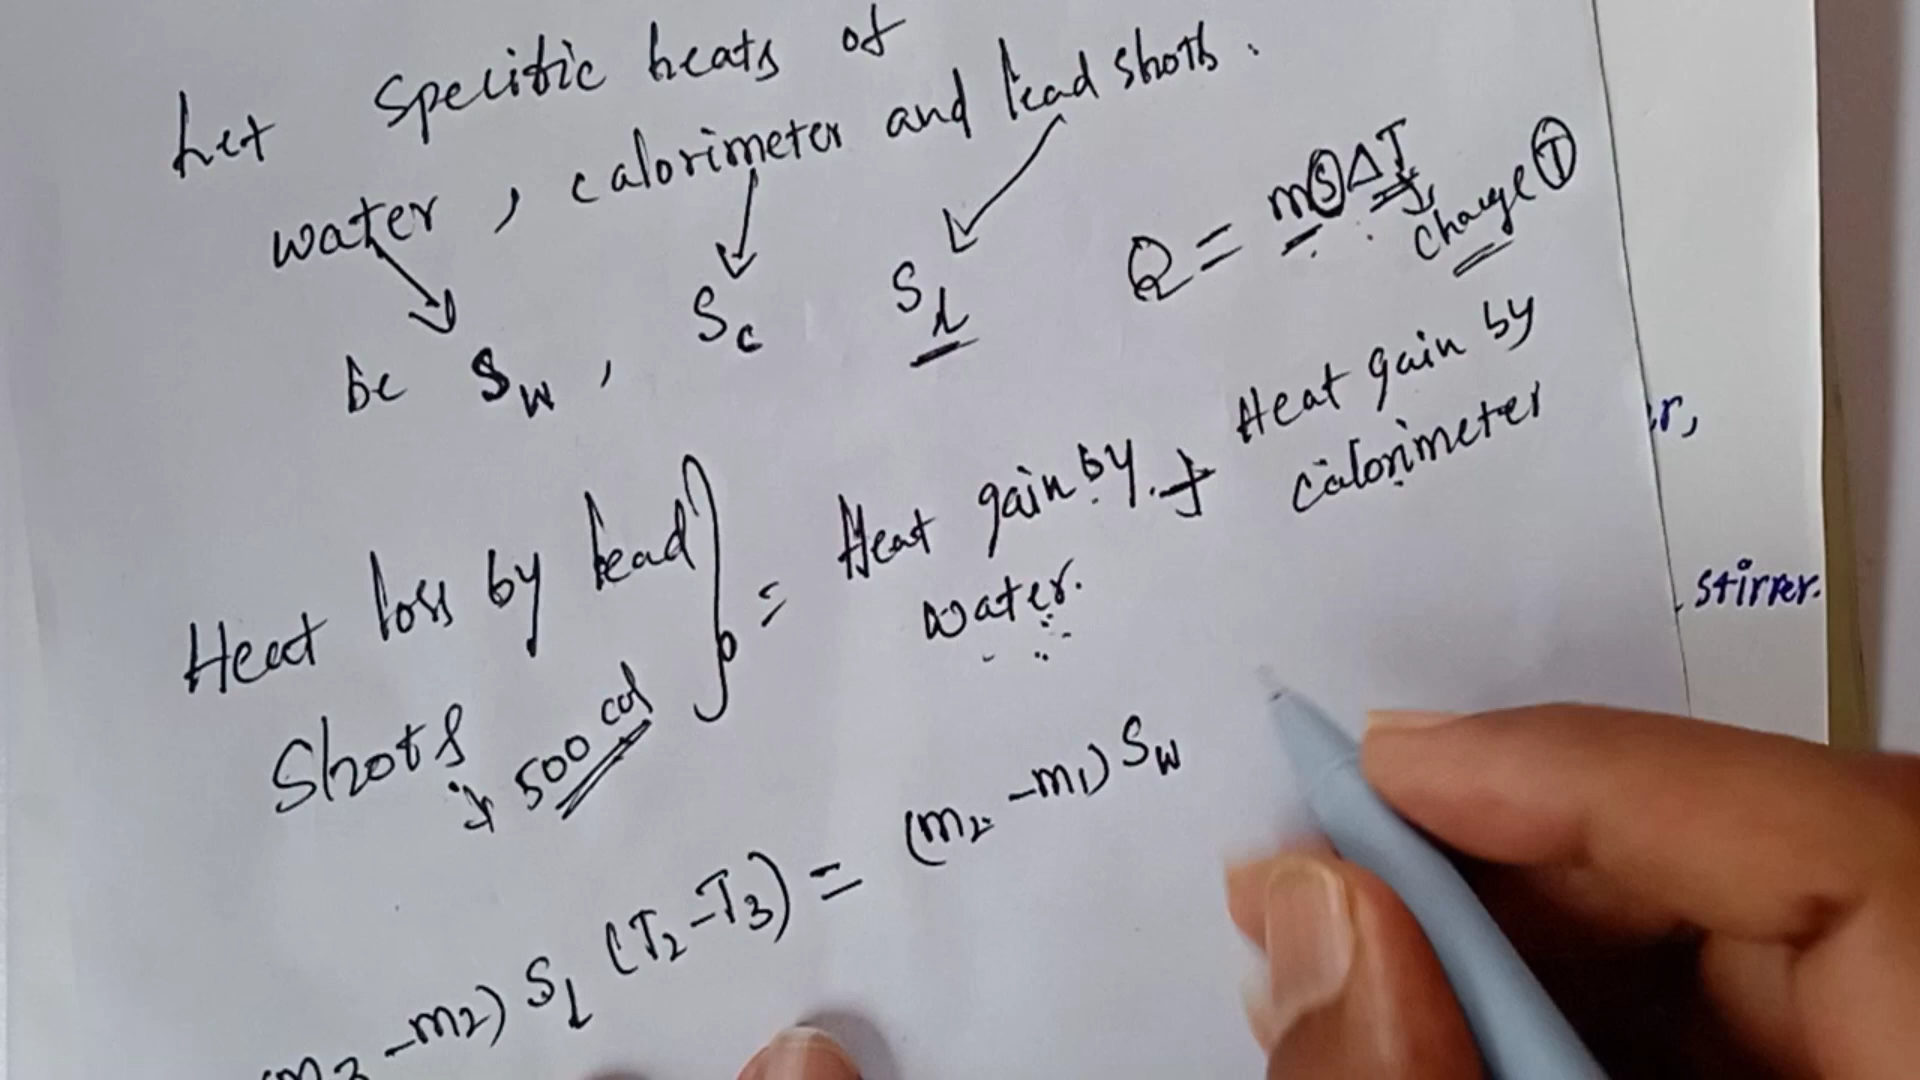 Let Specific heats of
water, calorimeter and lead shots.
be Sw, Sc Sl
Q = mSΔT
Change T
Heat loss by lead
Shots
500 cal
= Heat gain by
water.
+ Heat gain by
calorimeter
(m3 - m2) SL (T2 - T3) = (m2 - m1) Sw
r,
stirrer.